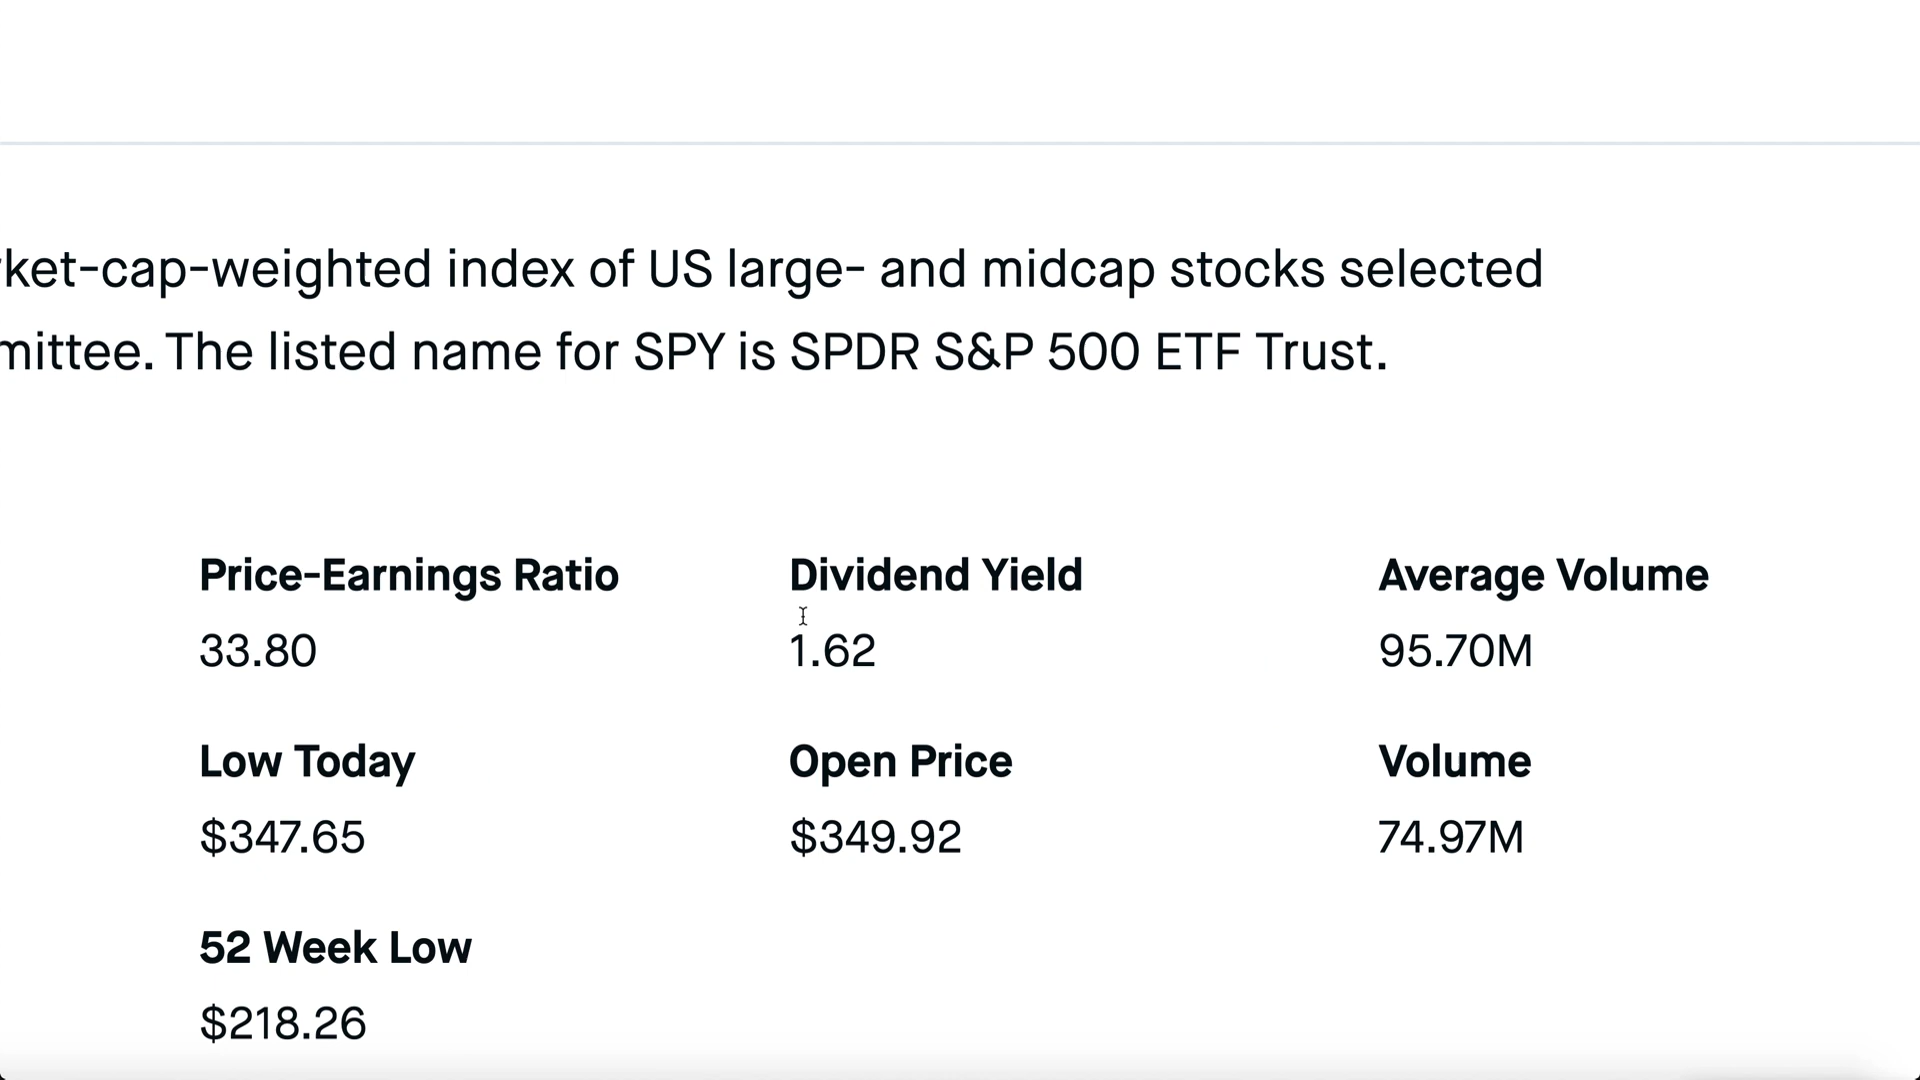 ket-cap-weighted index of US large- and midcap stocks selected
mittee. The listed name for SPY is SPDR S&P 500 ETF Trust.
Price-Earnings Ratio Dividend Yield Average Volume
33.80 1.62 95.70M
Low Today Open Price Volume
$347.65 $349.92 74.97M
52 Week Low
$218.26